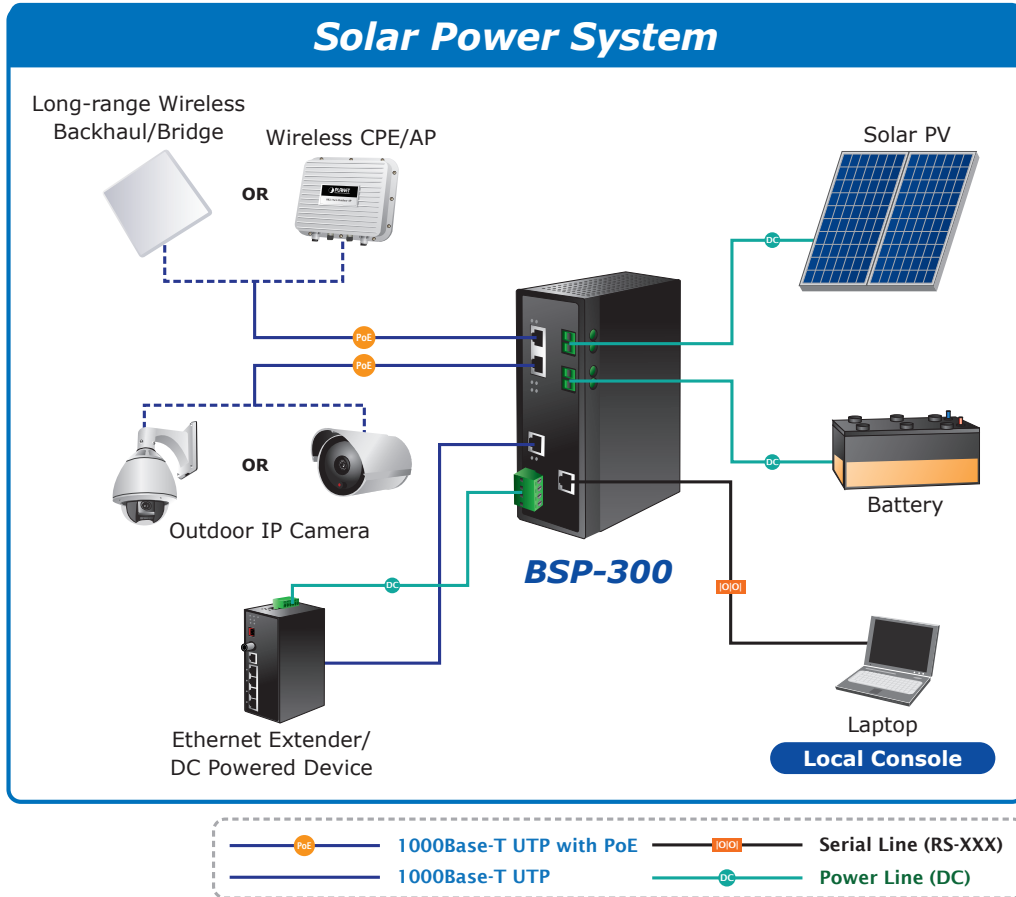 Solar Power System
Long-range Wireless
Backhaul/Bridge
Wireless CPE/AP
OR
PLANET
Solar PV
DC
PoE
PoE
OR
Outdoor IP Camera
DC
Battery
BSP-300
DC
|O|O|
Ethernet Extender/
DC Powered Device
Laptop
Local Console
PoE
1000Base-T UTP with PoE
|O|O|
Serial Line (RS-XXX)
1000Base-T UTP
DC
Power Line (DC)